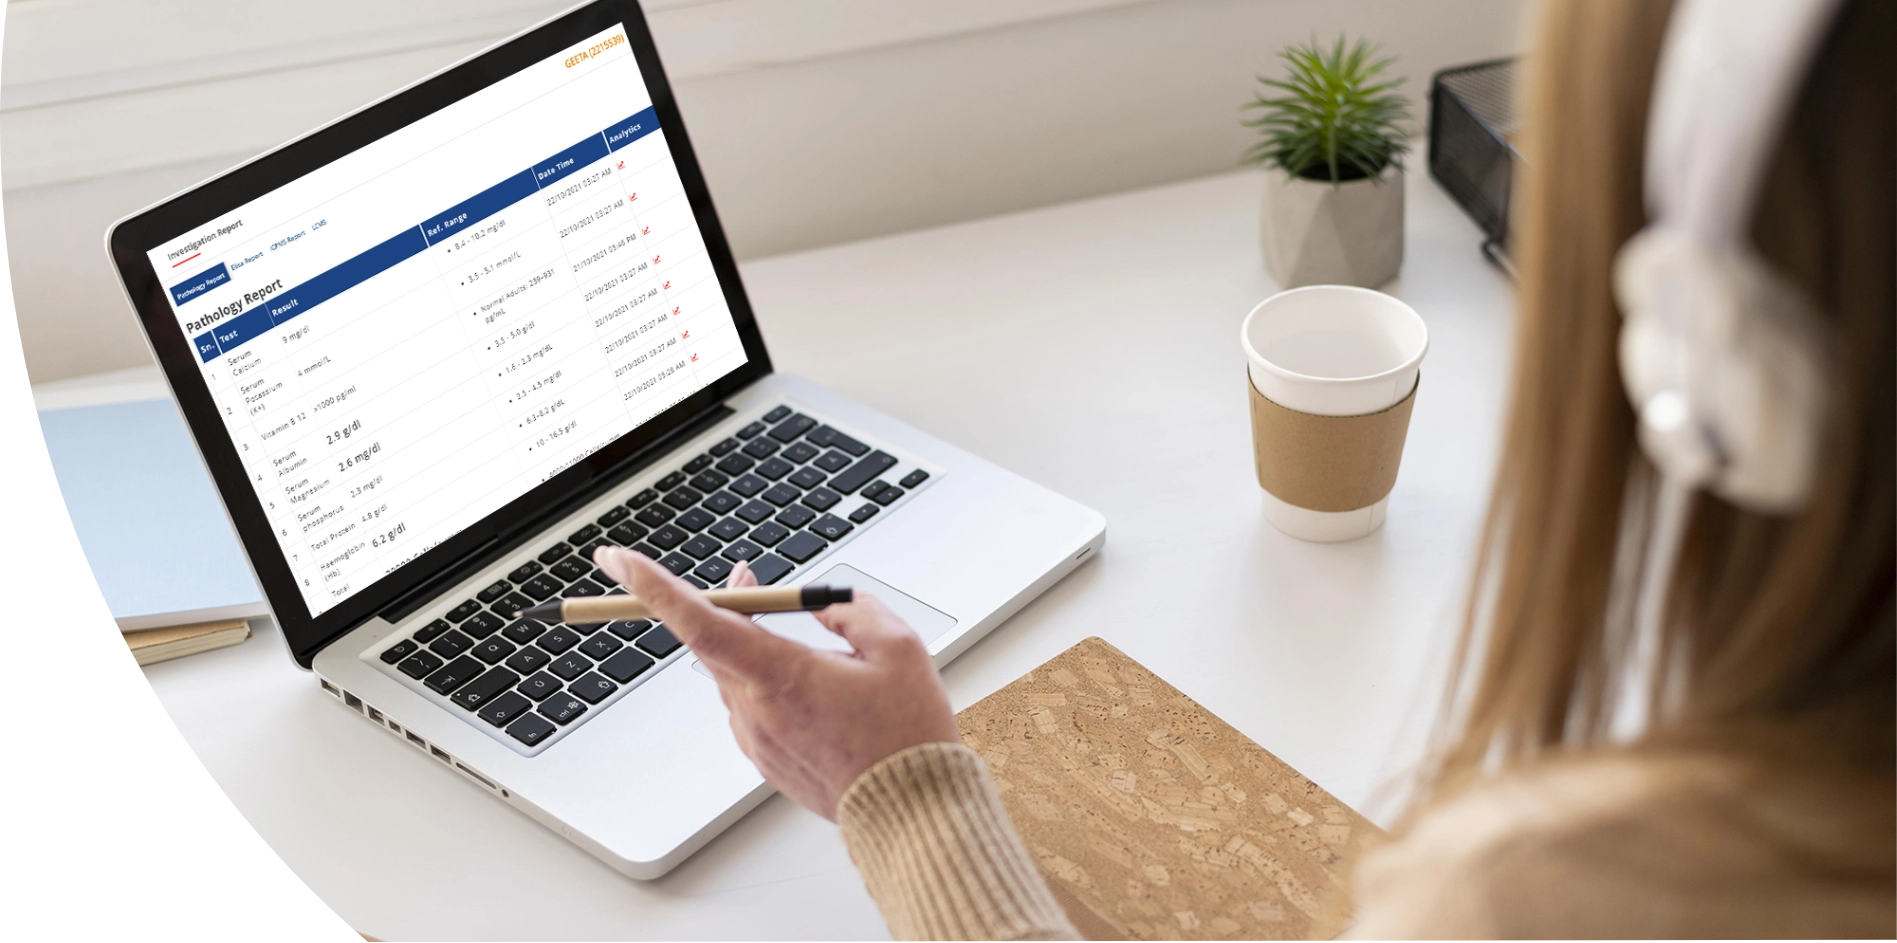 GEETA (2215539)
Investigation Report
Pathology Report Elisa Report ICPMS Report LCMS
Pathology Report
Sn. Test Result Ref. Range Date Time Analytics
1 Serum Calcium 9 mg/dl 8.4 - 10.2 mg/dl 22/10/2021 03:27 AM
2 Serum Potassium (K+) 4 mmol/L 3.5 - 5.1 mmol/L 22/10/2021 03:27 AM
3 Vitamin B 12 >1000 pg/ml Normal Adults: 239-931 pg/mL 21/10/2021 05:46 PM
4 Serum Albumin 2.9 g/dl 3.5 - 5.0 g/dl 22/10/2021 03:27 AM
5 Serum Magnesium 2.6 mg/dl 1.6 - 2.3 mg/dL 22/10/2021 03:27 AM
6 Serum phosphorus 2.3 mg/dl 2.5 - 4.5 mg/dl 22/10/2021 03:27 AM
7 Total Protein 4.8 g/dl 6.3-8.2 g/dL 22/10/2021 03:27 AM
8 Haemoglobin (Hb) 6.2 g/dl 10 - 16.5 g/dl 22/10/2021 03:28 AM
Total